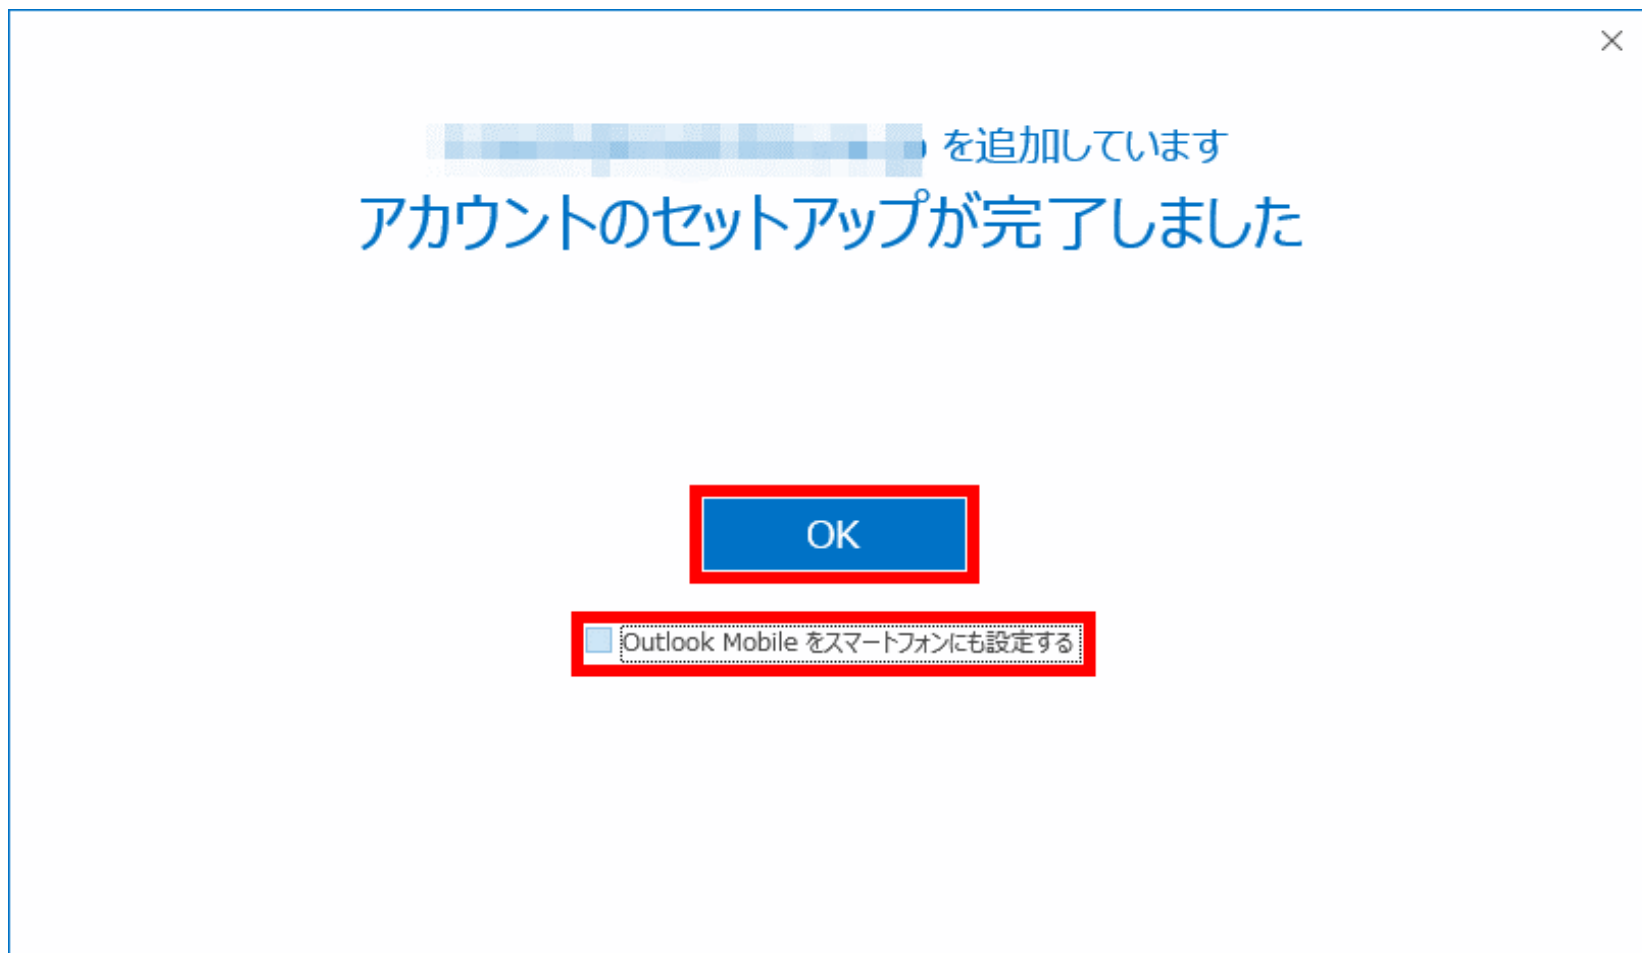 を追加しています
アカウントのセットアップが完了しました
OK
Outlook Mobile をスマートフォンにも設定する